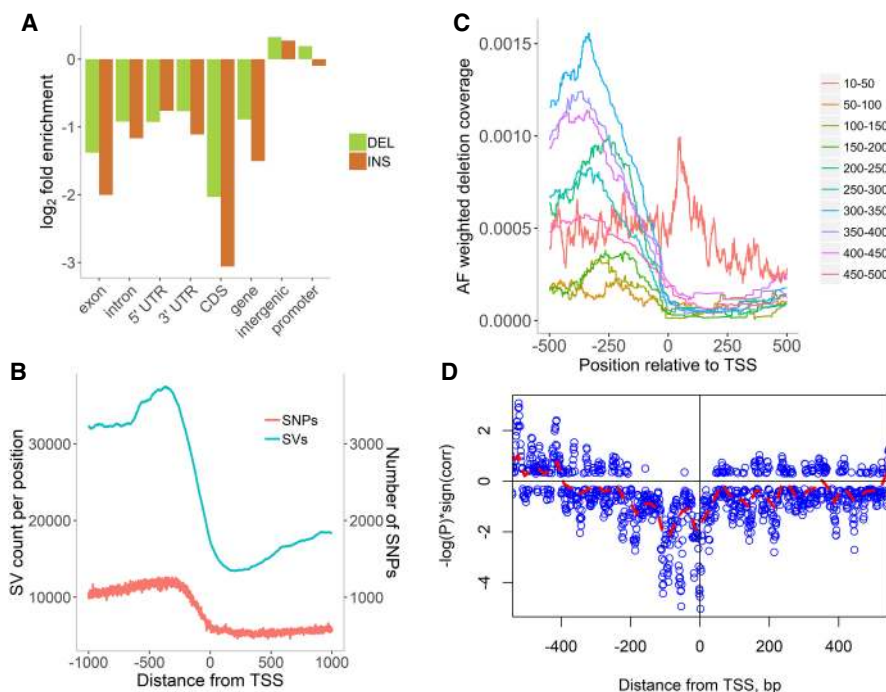 A
log2 fold enrichment
0
-1
-2
-3
exon
intron
5' UTR
3' UTR
CDS
gene
intergenic
promoter
DEL
INS
B
SV count per position
30000
20000
10000
SNPs
SVs
3000
2000
1000
Number of SNPs
-1000
-500
0
500
1000
Distance from TSS
C
AF weighted deletion coverage
0.0015
0.0010
0.0005
0.0000
-500
-250
0
250
500
Position relative to TSS
10-50
50-100
100-150
150-200
200-250
250-300
300-350
350-400
400-450
450-500
D
-log(P)*sign(corr)
2
0
-2
-4
-400
-200
0
200
400
Distance from TSS, bp